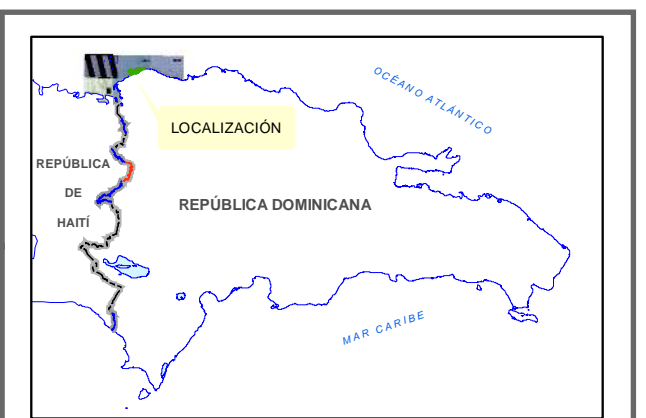 OCÉANO ATLÁNTICO
LOCALIZACIÓN
REPÚBLICA
DE
HAITÍ
REPÚBLICA DOMINICANA
MAR CARIBE